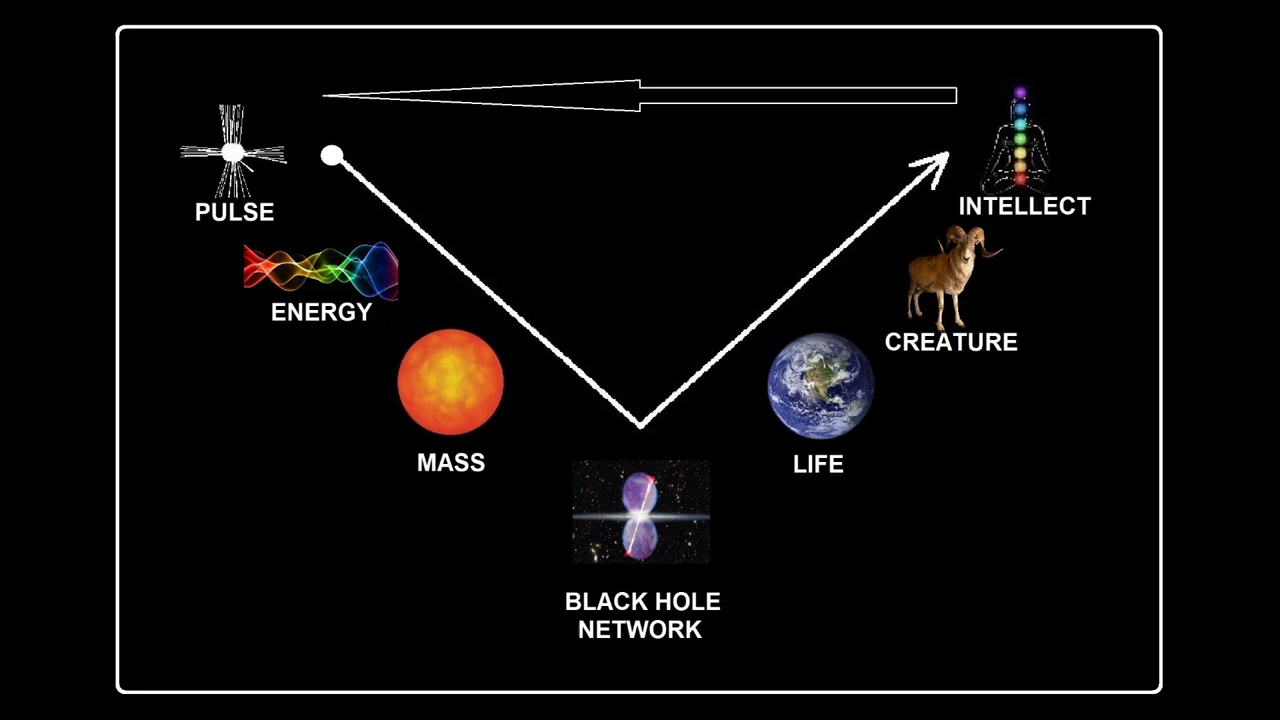 PULSE
INTELLECT
ENERGY
CREATURE
MASS
LIFE
BLACK HOLE
NETWORK